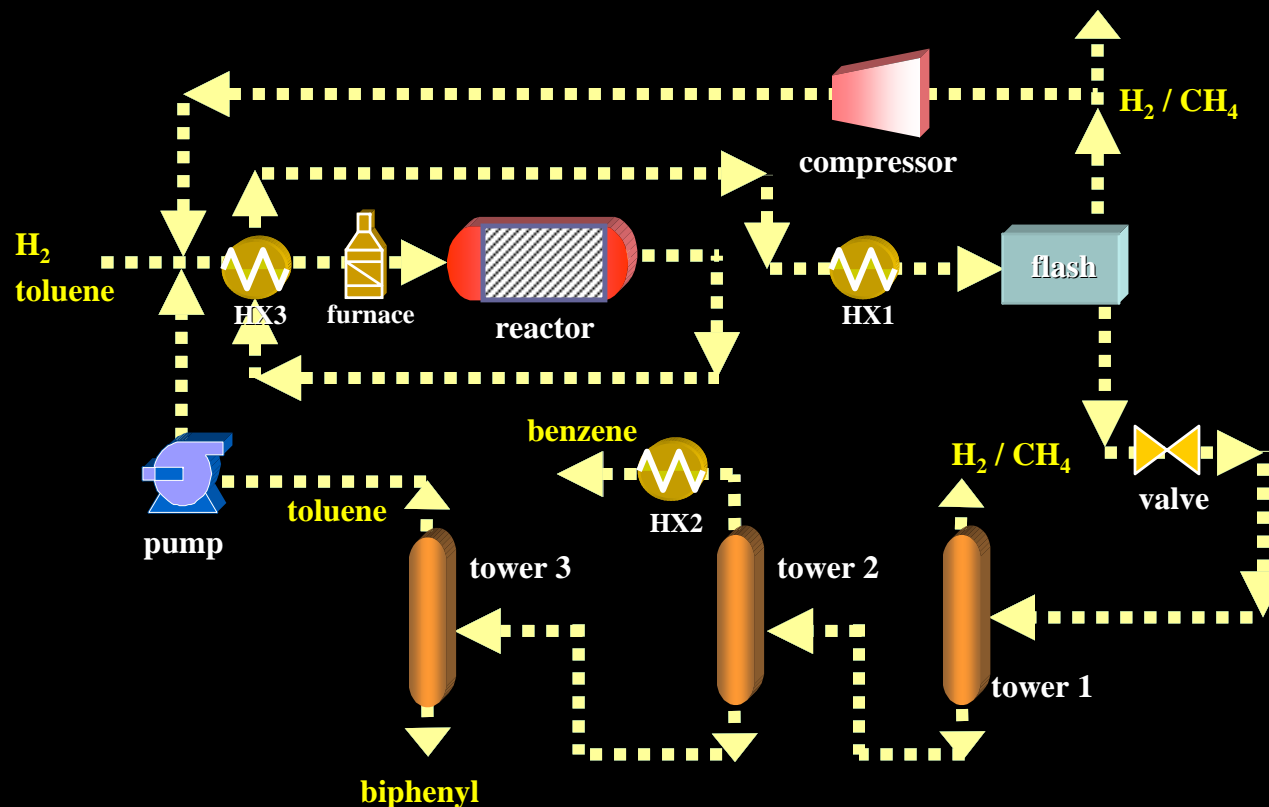 H₂ / CH₄
compressor
H₂
toluene
HX3
furnace
reactor
HX1
flash
benzene
HX2
H₂ / CH₄
valve
toluene
pump
tower 3
tower 2
tower 1
biphenyl